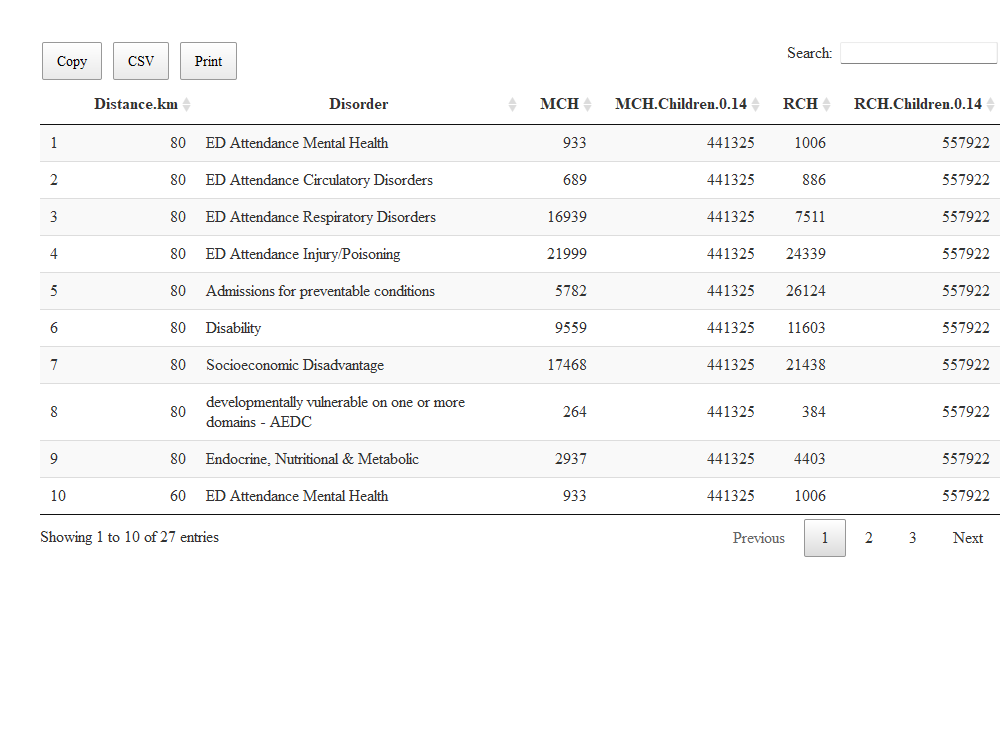 Copy CSV Print Search:
Distance.km Disorder MCH MCH.Children.0.14 RCH RCH.Children.0.14
1 80 ED Attendance Mental Health 933 441325 1006 557922
2 80 ED Attendance Circulatory Disorders 689 441325 886 557922
3 80 ED Attendance Respiratory Disorders 16939 441325 7511 557922
4 80 ED Attendance Injury/Poisoning 21999 441325 24339 557922
5 80 Admissions for preventable conditions 5782 441325 26124 557922
6 80 Disability 9559 441325 11603 557922
7 80 Socioeconomic Disadvantage 17468 441325 21438 557922
8 80 developmentally vulnerable on one or more
domains - AEDC 264 441325 384 557922
9 80 Endocrine, Nutritional & Metabolic 2937 441325 4403 557922
10 60 ED Attendance Mental Health 933 441325 1006 557922
Showing 1 to 10 of 27 entries Previous 1 2 3 Next